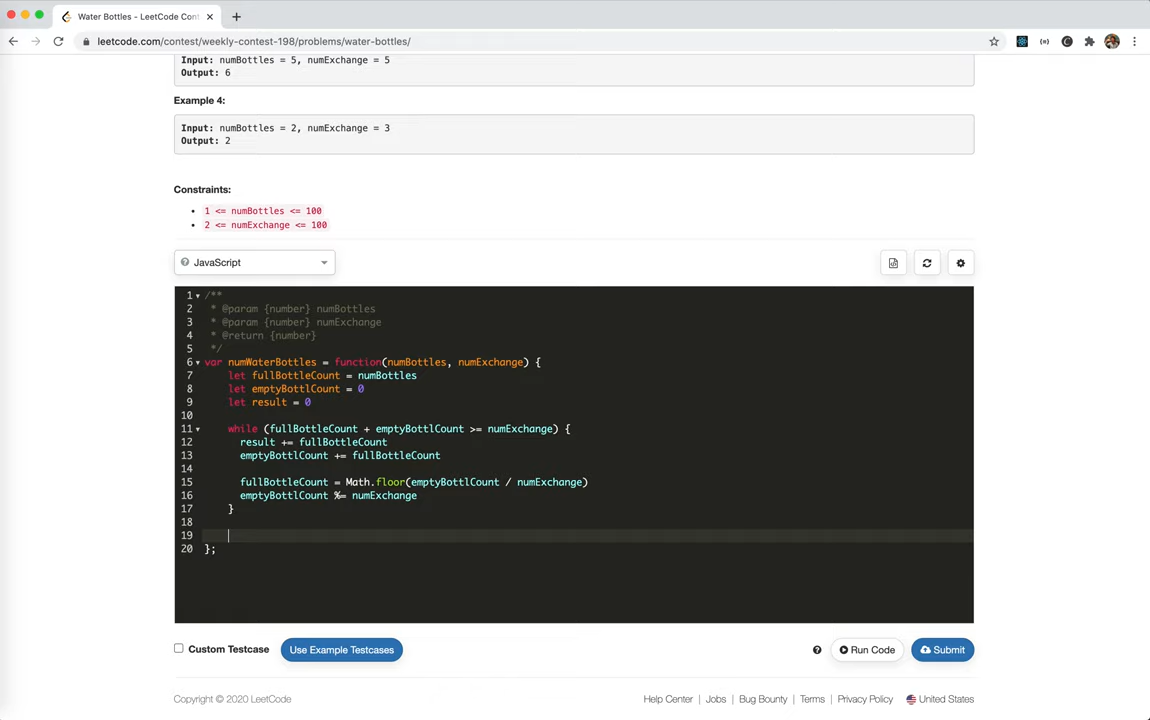 Water Bottles - LeetCode Cont
leetcode.com/contest/weekly-contest-198/problems/water-bottles/
Input: numBottles = 5, numExchange = 5
Output: 6
Example 4:
Input: numBottles = 2, numExchange = 3
Output: 2
Constraints:
• 1 <= numBottles <= 100
• 2 <= numExchange <= 100
JavaScript
1 /**
2 * @param {number} numBottles
3 * @param {number} numExchange
4 * @return {number}
5 */
6 var numWaterBottles = function(numBottles, numExchange) {
7 let fullBottleCount = numBottles
8 let emptyBottlCount = 0
9 let result = 0
10
11 while (fullBottleCount + emptyBottlCount >= numExchange) {
12 result += fullBottleCount
13 emptyBottlCount += fullBottleCount
14
15 fullBottleCount = Math.floor(emptyBottlCount / numExchange)
16 emptyBottlCount %= numExchange
17 }
18
19
20 };
Custom Testcase Use Example Testcases ? Run Code Submit
Copyright © 2020 LeetCode Help Center | Jobs | Bug Bounty | Terms | Privacy Policy United States